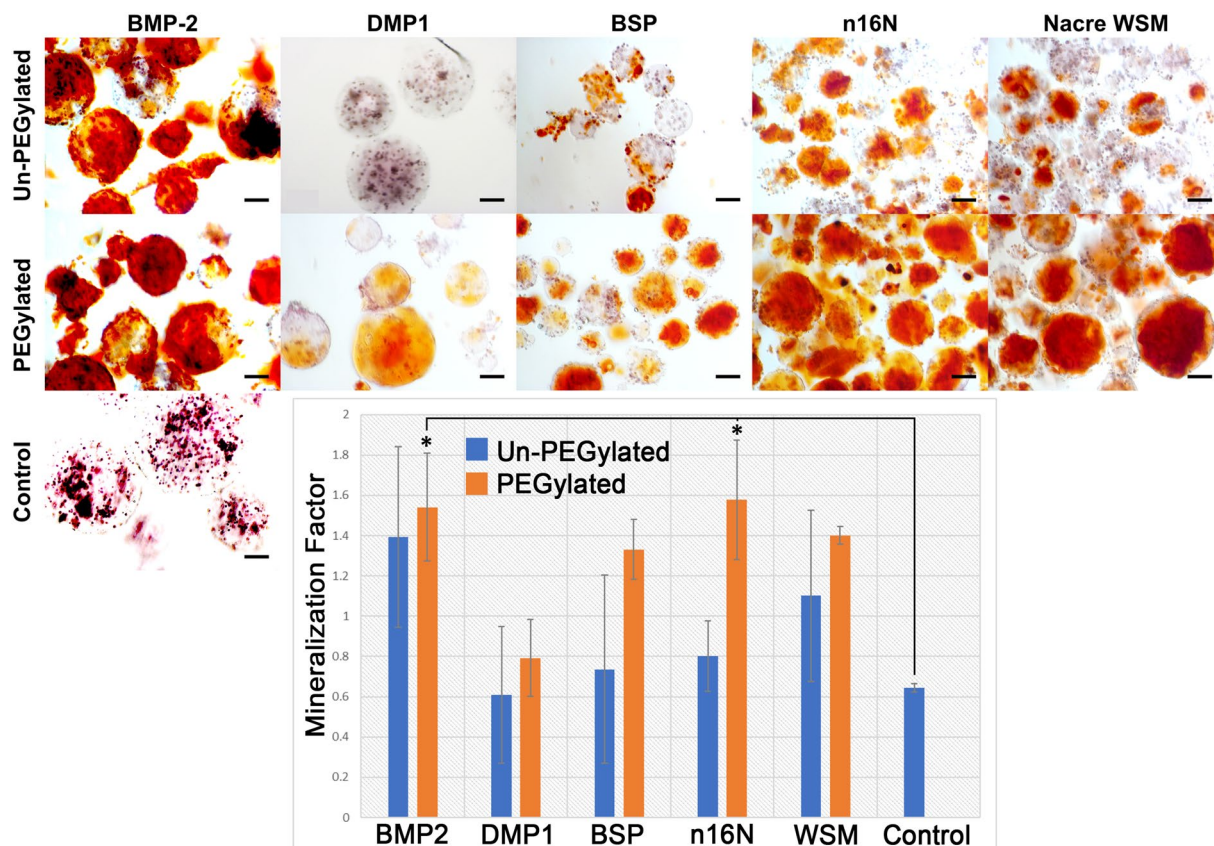 BMP-2 DMP1 BSP n16N Nacre WSM
Un-PEGylated
PEGylated
Control
2
1.8
1.6
1.4
1.2
1
0.8
0.6
0.4
0.2
0
Mineralization Factor
* *
Un-PEGylated
PEGylated
BMP2 DMP1 BSP n16N WSM Control